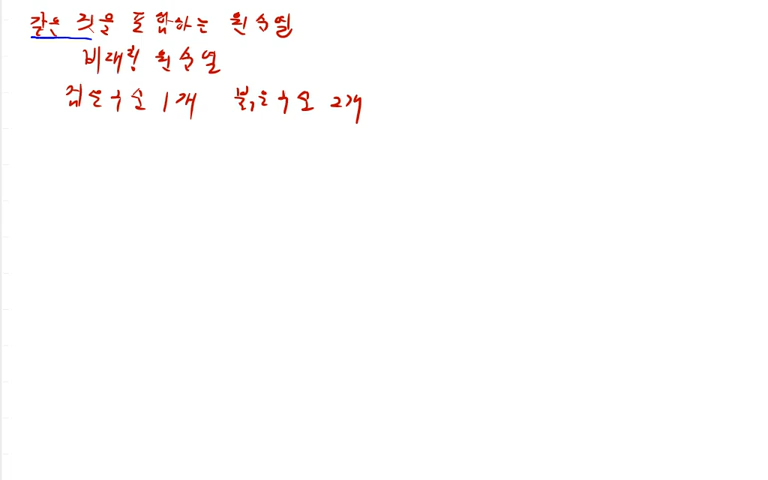 같은 것을 포함하는 원순열
비대칭 원순열
검은구슬 1개 붉은구슬 2개